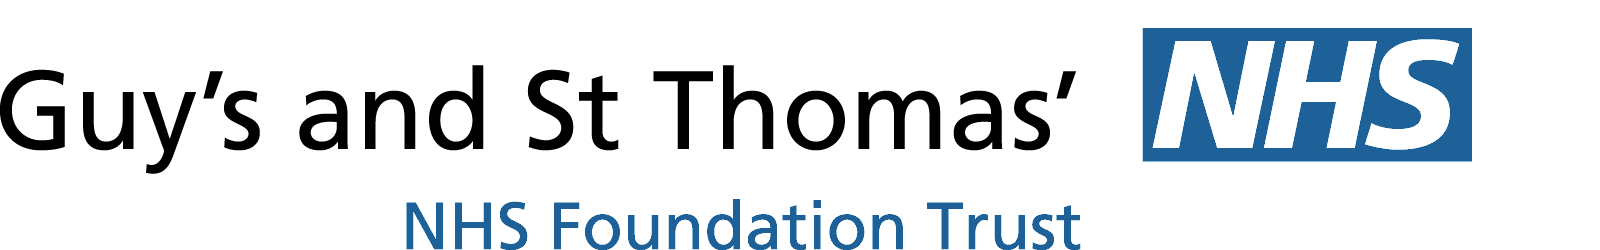 Guy’s and St Thomas’ NHS
NHS Foundation Trust